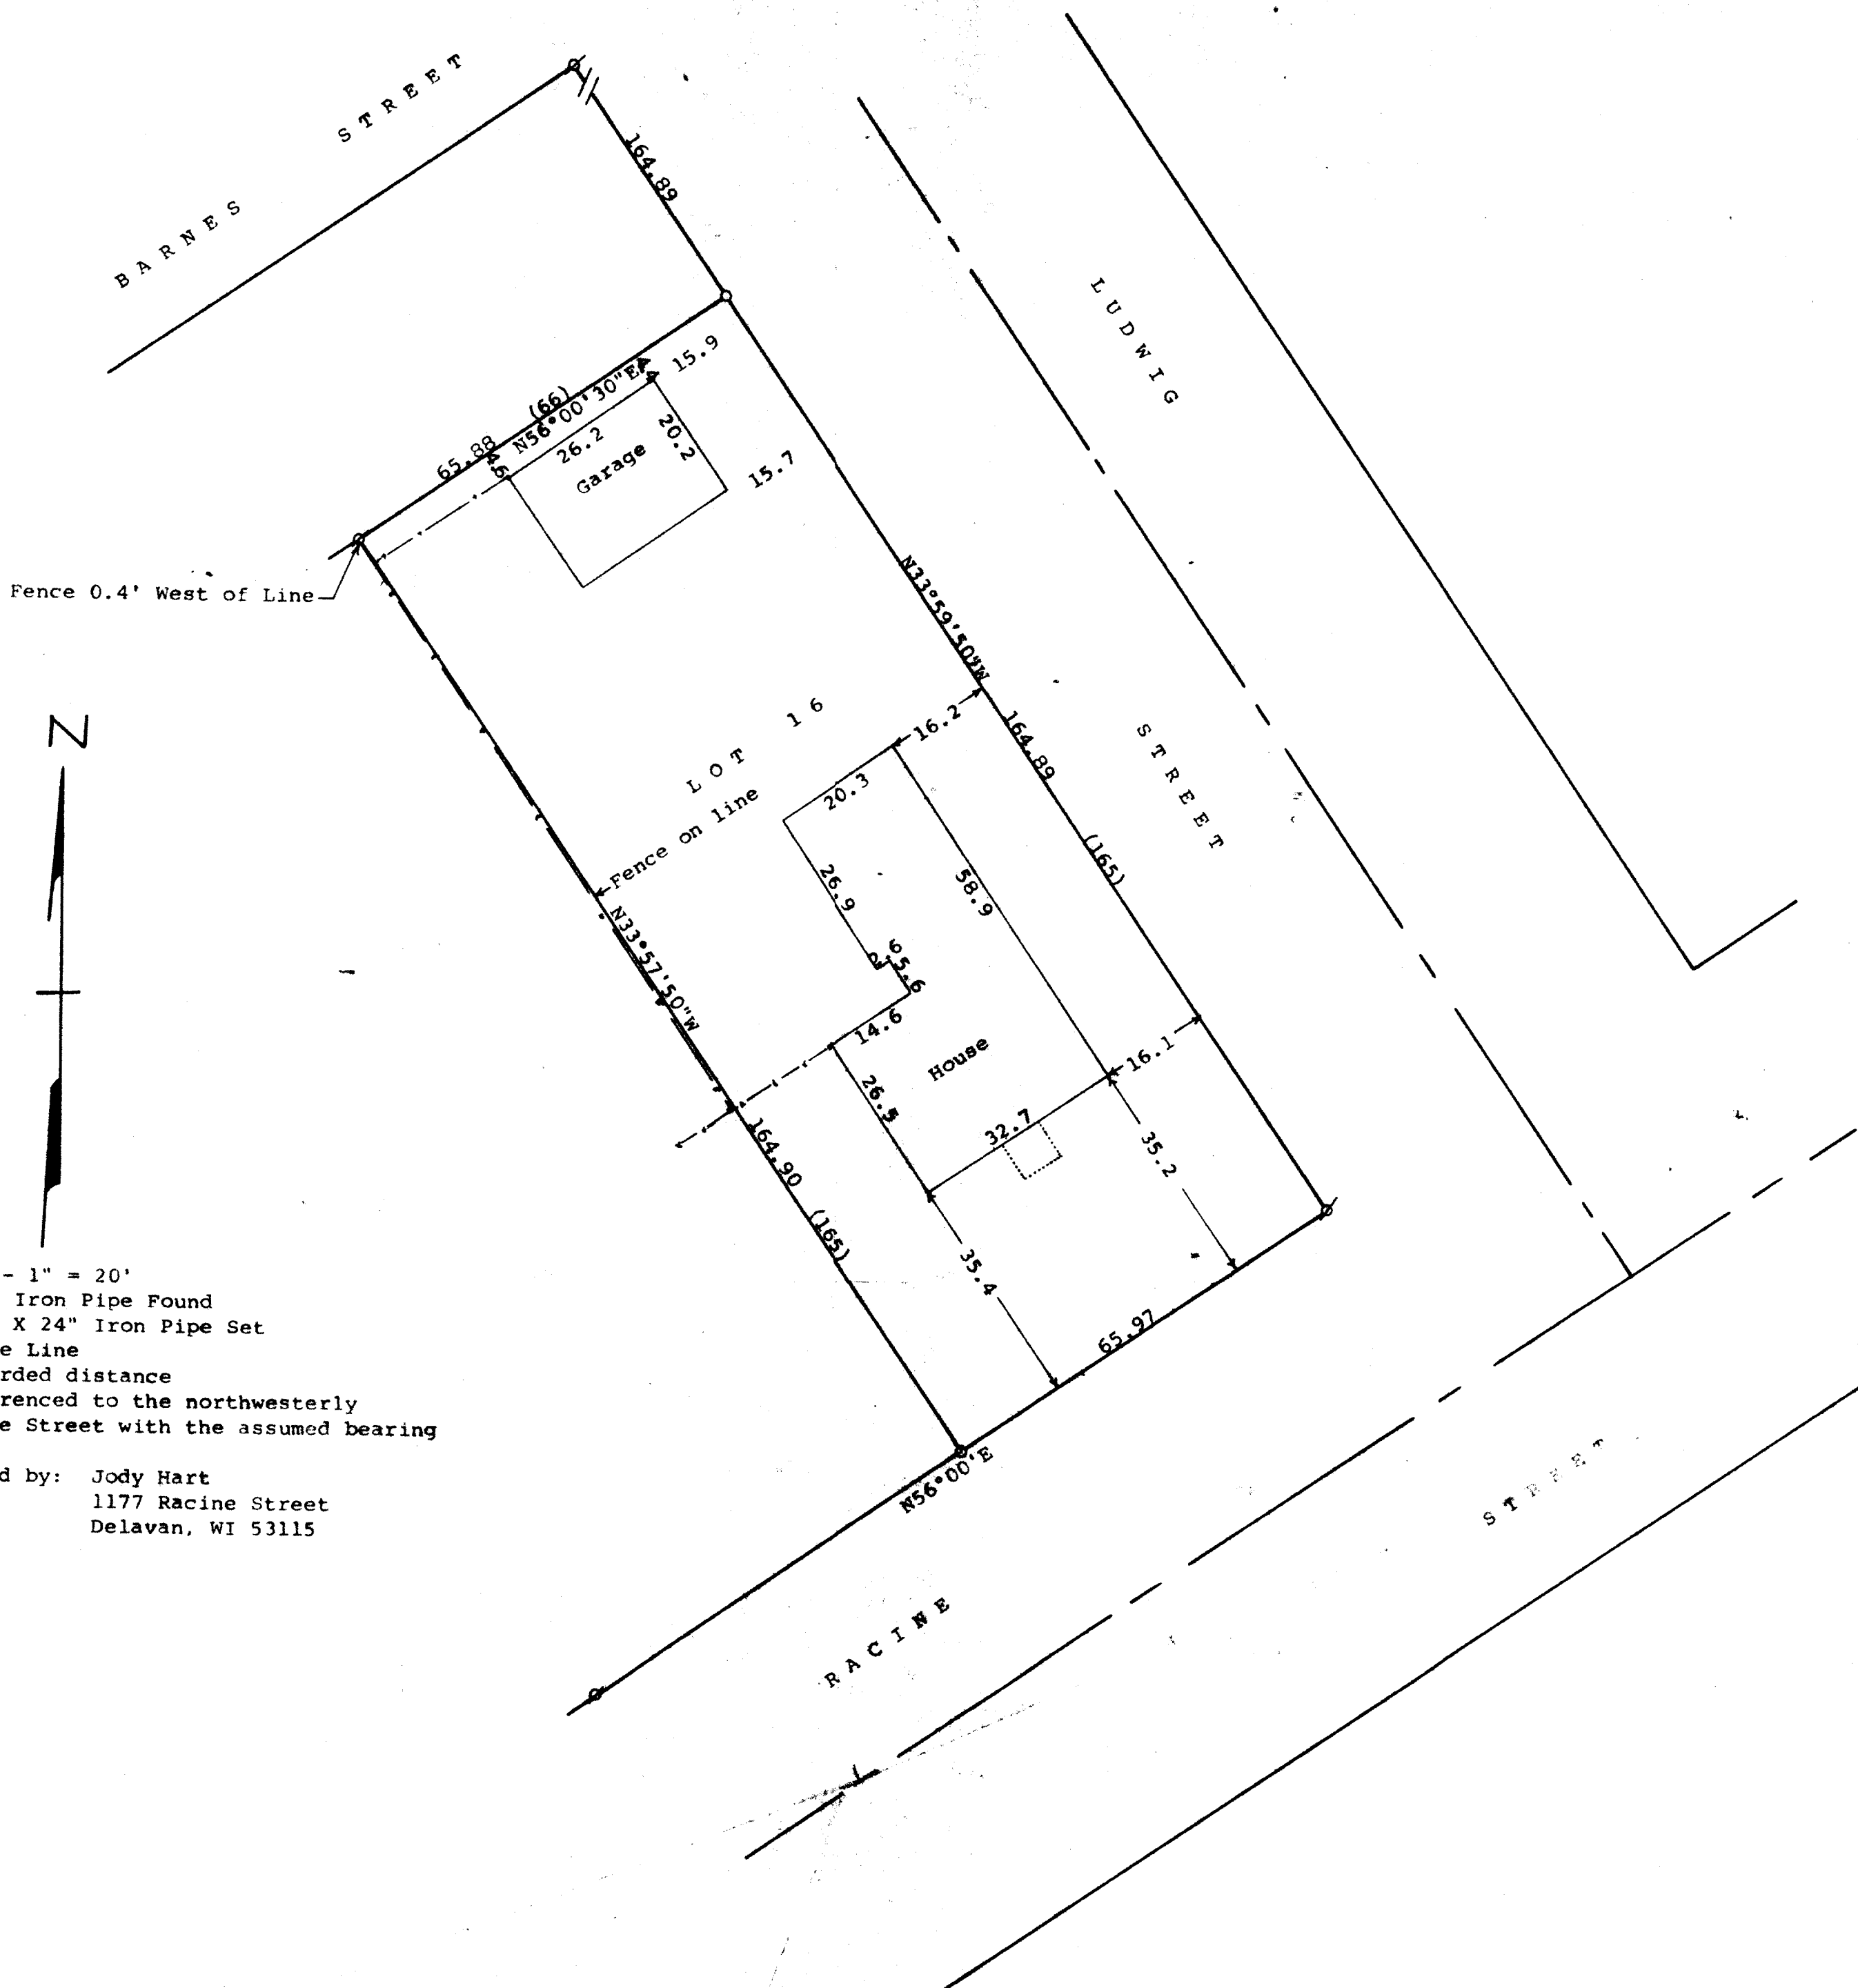 BARNES STREET
164.89
15.9
(66)
N56°00'30"E
65.88
26.2
20.2
Garage
15.7
LUDWIG STREET
Fence 0.4' West of Line
N33°59'50"W
164.89
(165)
LOT 16
16.2
20.3
Fence on line
26.9
58.9
N33°57'50"W
5.6
14.6
House
26.5
16.1
32.7
164.90
(165)
35.2
35.4
65.97
N56°00'E
RACINE STREET
N
- 1" = 20'
Iron Pipe Found
X 24" Iron Pipe Set
e Line
rded distance
renced to the northwesterly
e Street with the assumed bearing
d by: Jody Hart
1177 Racine Street
Delavan, WI 53115